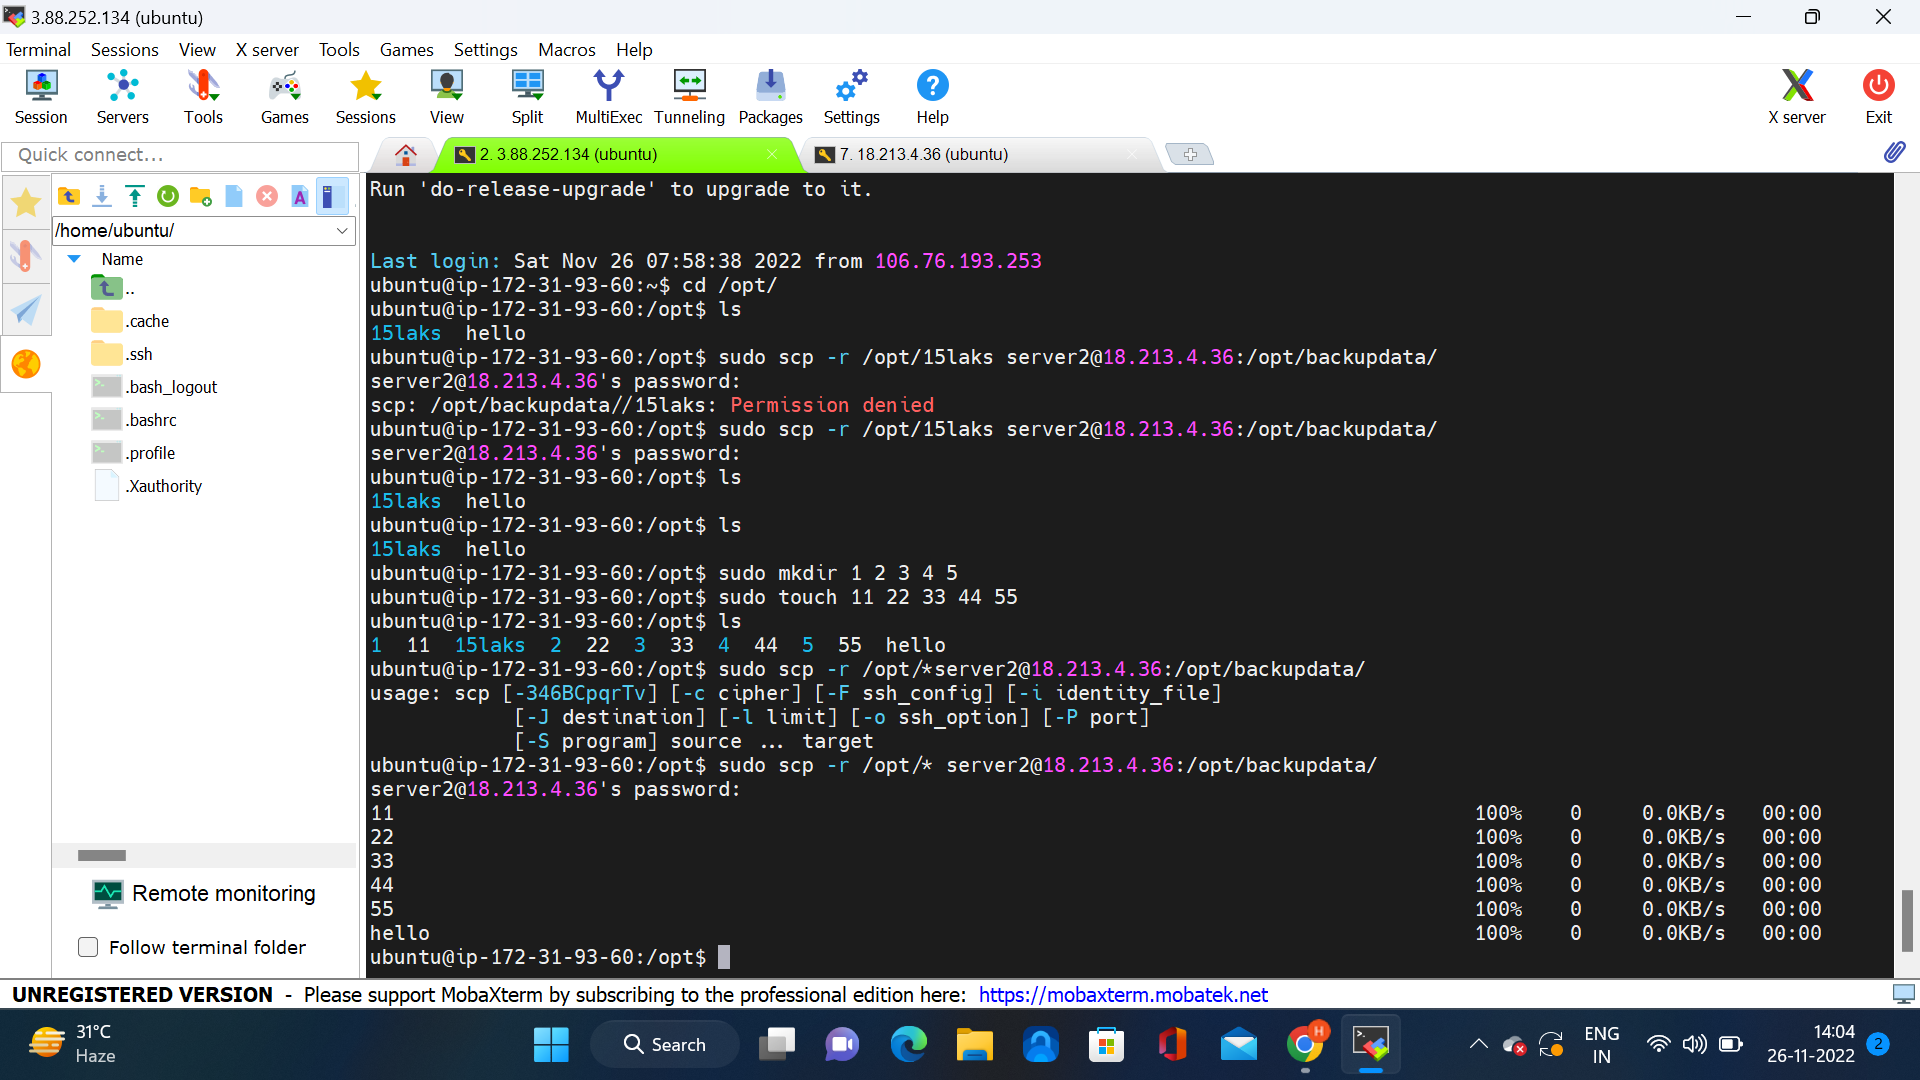 3.88.252.134 (ubuntu)
Terminal Sessions View X server Tools Games Settings Macros Help
Session Servers Tools Games Sessions View Split MultiExec Tunneling Packages Settings Help X server Exit
Quick connect...
2. 3.88.252.134 (ubuntu)
7. 18.213.4.36 (ubuntu)
/home/ubuntu/
Name
..
.cache
.ssh
.bash_logout
.bashrc
.profile
.Xauthority
Remote monitoring
Follow terminal folder
Run 'do-release-upgrade' to upgrade to it.
Last login: Sat Nov 26 07:58:38 2022 from 106.76.193.253
ubuntu@ip-172-31-93-60:~$ cd /opt/
ubuntu@ip-172-31-93-60:/opt$ ls
15laks  hello
ubuntu@ip-172-31-93-60:/opt$ sudo scp -r /opt/15laks server2@18.213.4.36:/opt/backupdata/
server2@18.213.4.36's password:
scp: /opt/backupdata//15laks: Permission denied
ubuntu@ip-172-31-93-60:/opt$ sudo scp -r /opt/15laks server2@18.213.4.36:/opt/backupdata/
server2@18.213.4.36's password:
ubuntu@ip-172-31-93-60:/opt$ ls
15laks  hello
ubuntu@ip-172-31-93-60:/opt$ ls
15laks  hello
ubuntu@ip-172-31-93-60:/opt$ sudo mkdir 1 2 3 4 5
ubuntu@ip-172-31-93-60:/opt$ sudo touch 11 22 33 44 55
ubuntu@ip-172-31-93-60:/opt$ ls
1  11  15laks  2  22  3  33  4  44  5  55  hello
ubuntu@ip-172-31-93-60:/opt$ sudo scp -r /opt/*server2@18.213.4.36:/opt/backupdata/
usage: scp [-346BCpqrTv] [-c cipher] [-F ssh_config] [-i identity_file]
            [-J destination] [-l limit] [-o ssh_option] [-P port]
            [-S program] source ... target
ubuntu@ip-172-31-93-60:/opt$ sudo scp -r /opt/* server2@18.213.4.36:/opt/backupdata/
server2@18.213.4.36's password:
11 100% 0 0.0KB/s 00:00
22 100% 0 0.0KB/s 00:00
33 100% 0 0.0KB/s 00:00
44 100% 0 0.0KB/s 00:00
55 100% 0 0.0KB/s 00:00
hello 100% 0 0.0KB/s 00:00
ubuntu@ip-172-31-93-60:/opt$
UNREGISTERED VERSION - Please support MobaXterm by subscribing to the professional edition here: https://mobaxterm.mobatek.net
31°C
Haze
Search
H
ENG
IN
14:04
26-11-2022
2